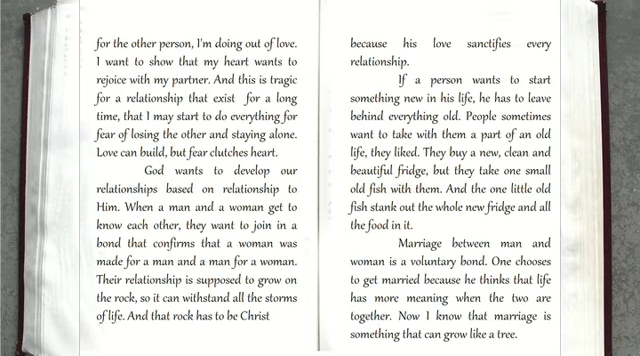 for the other person, I'm doing out of love.
I want to show that my heart wants to
rejoice with my partner. And this is tragic
for a relationship that exist for a long
time, that I may start to do everything for
fear of losing the other and staying alone.
Love can build, but fear clutches heart.
God wants to develop our
relationships based on relationship to
Him. When a man and a woman get to
know each other, they want to join in a
bond that confirms that a woman was
made for a man and a man for a woman.
Their relationship is supposed to grow on
the rock, so it can withstand all the storms
of life. And that rock has to be Christ
because his love sanctifies every
relationship.
If a person wants to start
something new in his life, he has to leave
behind everything old. People sometimes
want to take with them a part of an old
life, they liked. They buy a new, clean and
beautiful fridge, but they take one small
old fish with them. And the one little old
fish stank out the whole new fridge and all
the food in it.
Marriage between man and
woman is a voluntary bond. One chooses
to get married because he thinks that life
has more meaning when the two are
together. Now I know that marriage is
something that can grow like a tree.